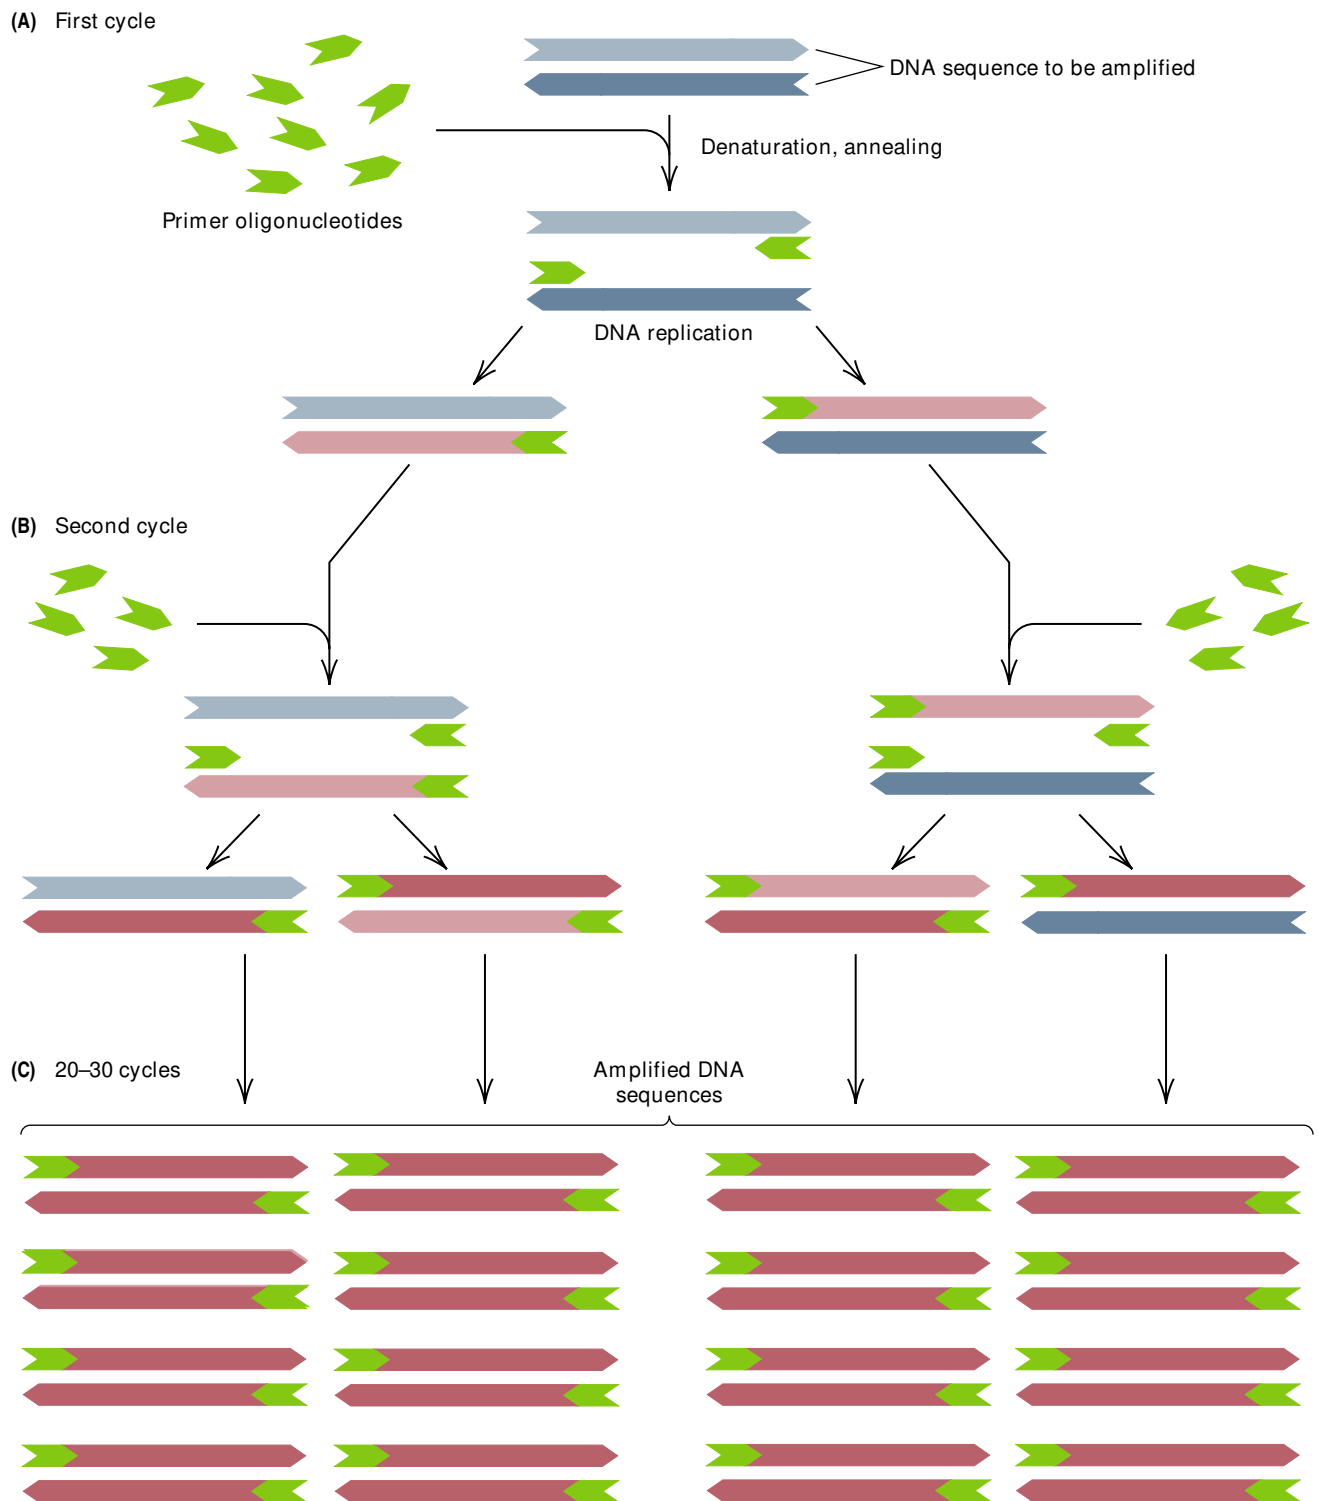 (A) First cycle
DNA sequence to be amplified
Denaturation, annealing
Primer oligonucleotides
DNA replication
(B) Second cycle
(C) 20–30 cycles
Amplified DNA
sequences